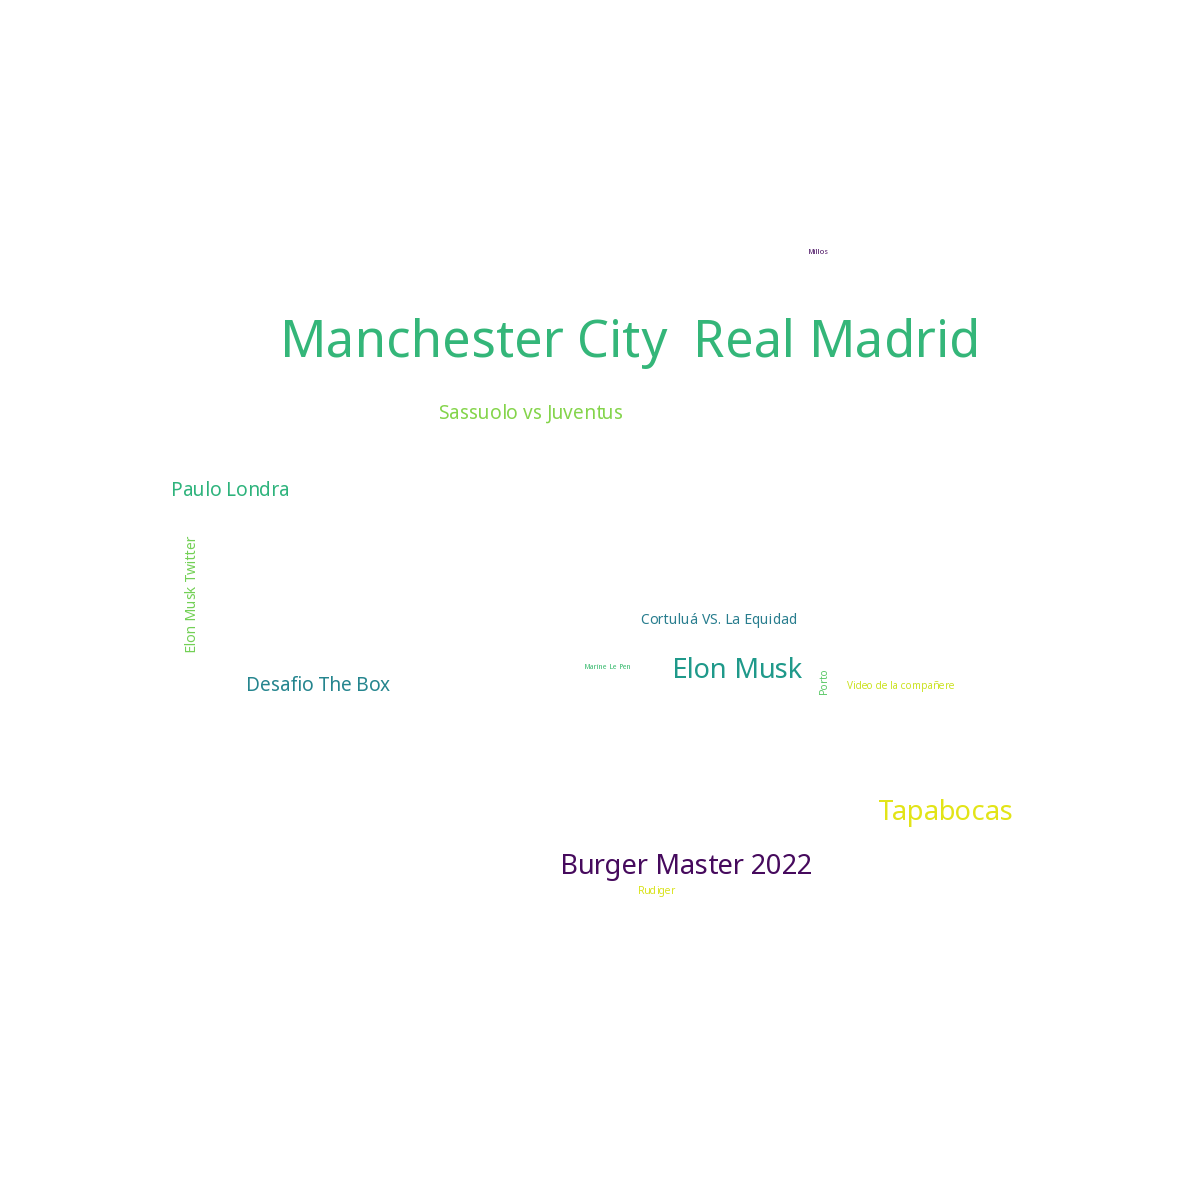 Millos
Manchester City  Real Madrid
Sassuolo vs Juventus
Paulo Londra
Elon Musk Twitter
Cortuluá VS. La Equidad
Marine Le Pen
Elon Musk
Porto
Video de la compañere
Desafio The Box
Tapabocas
Burger Master 2022
Rudiger